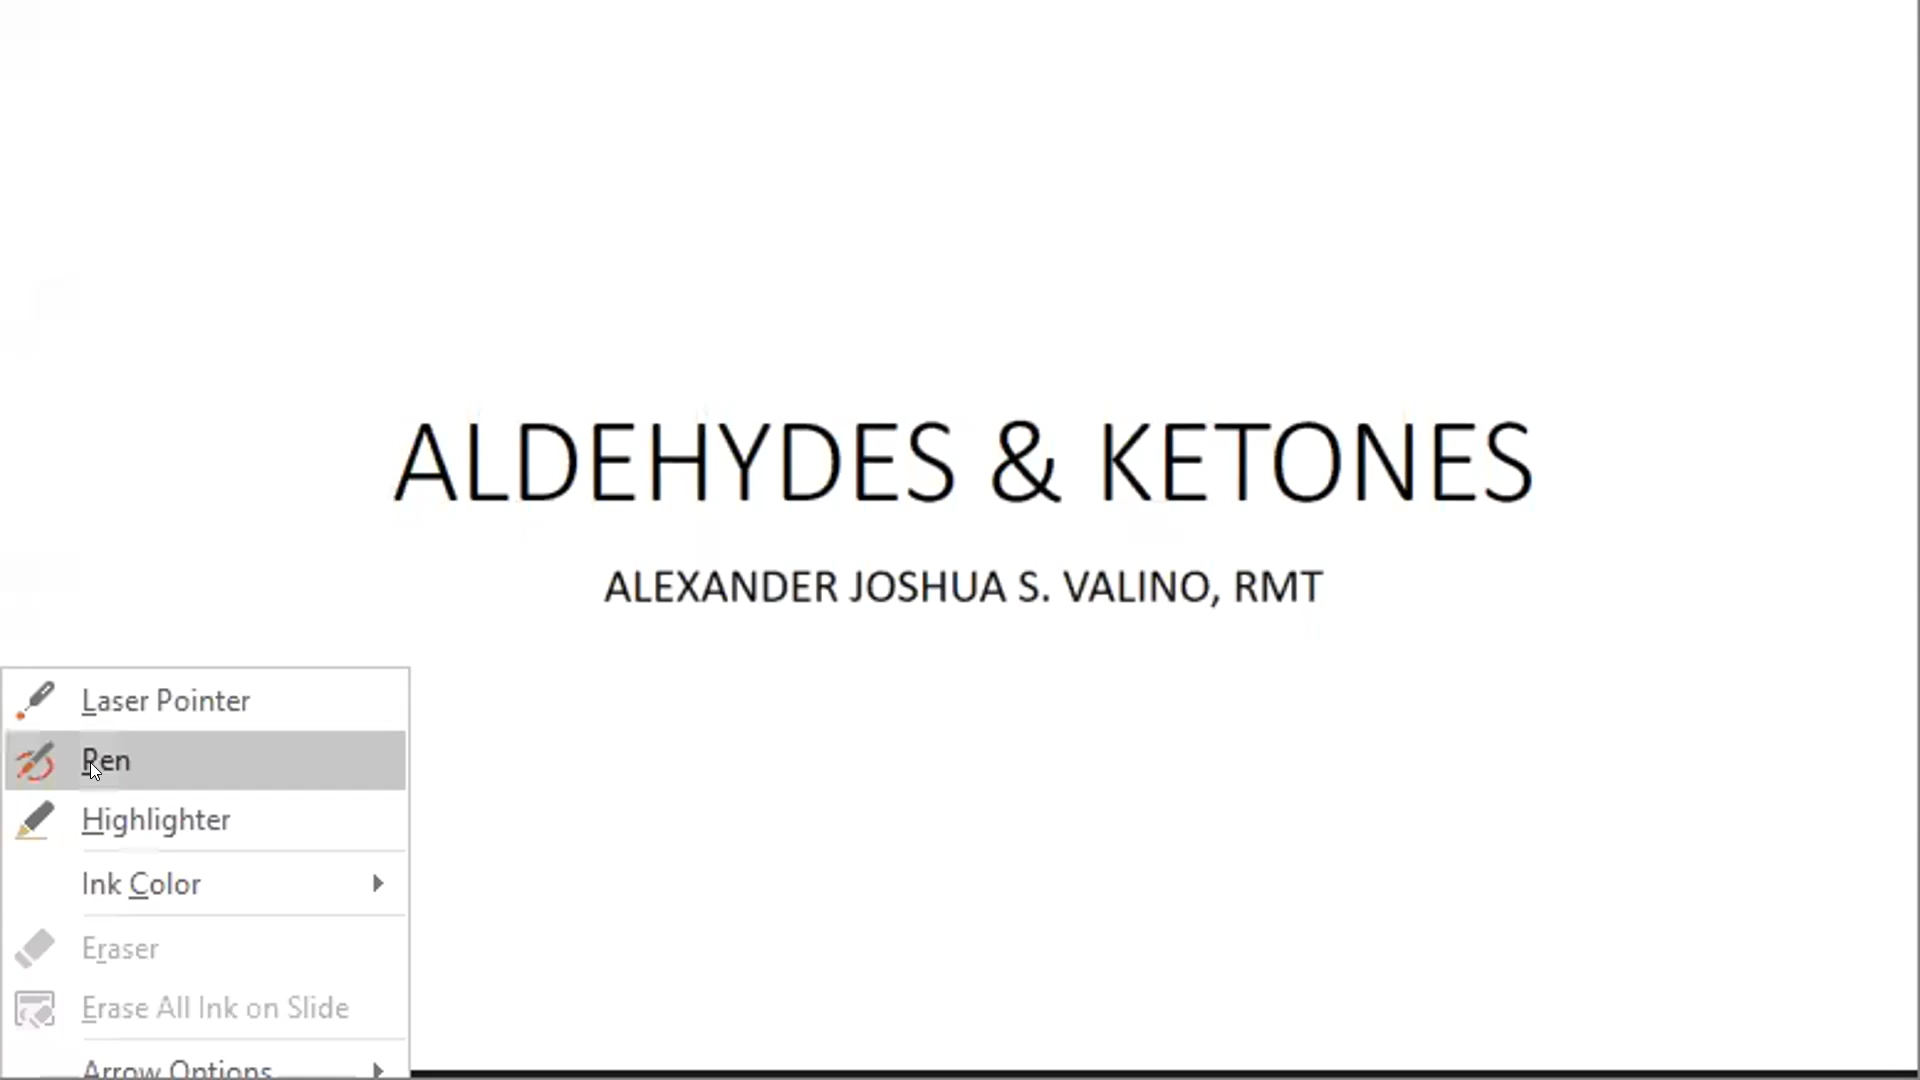 ALDEHYDES & KETONES
ALEXANDER JOSHUA S. VALINO, RMT
Laser Pointer
Pen
Highlighter
Ink Color
Eraser
Erase All Ink on Slide
Arrow Options